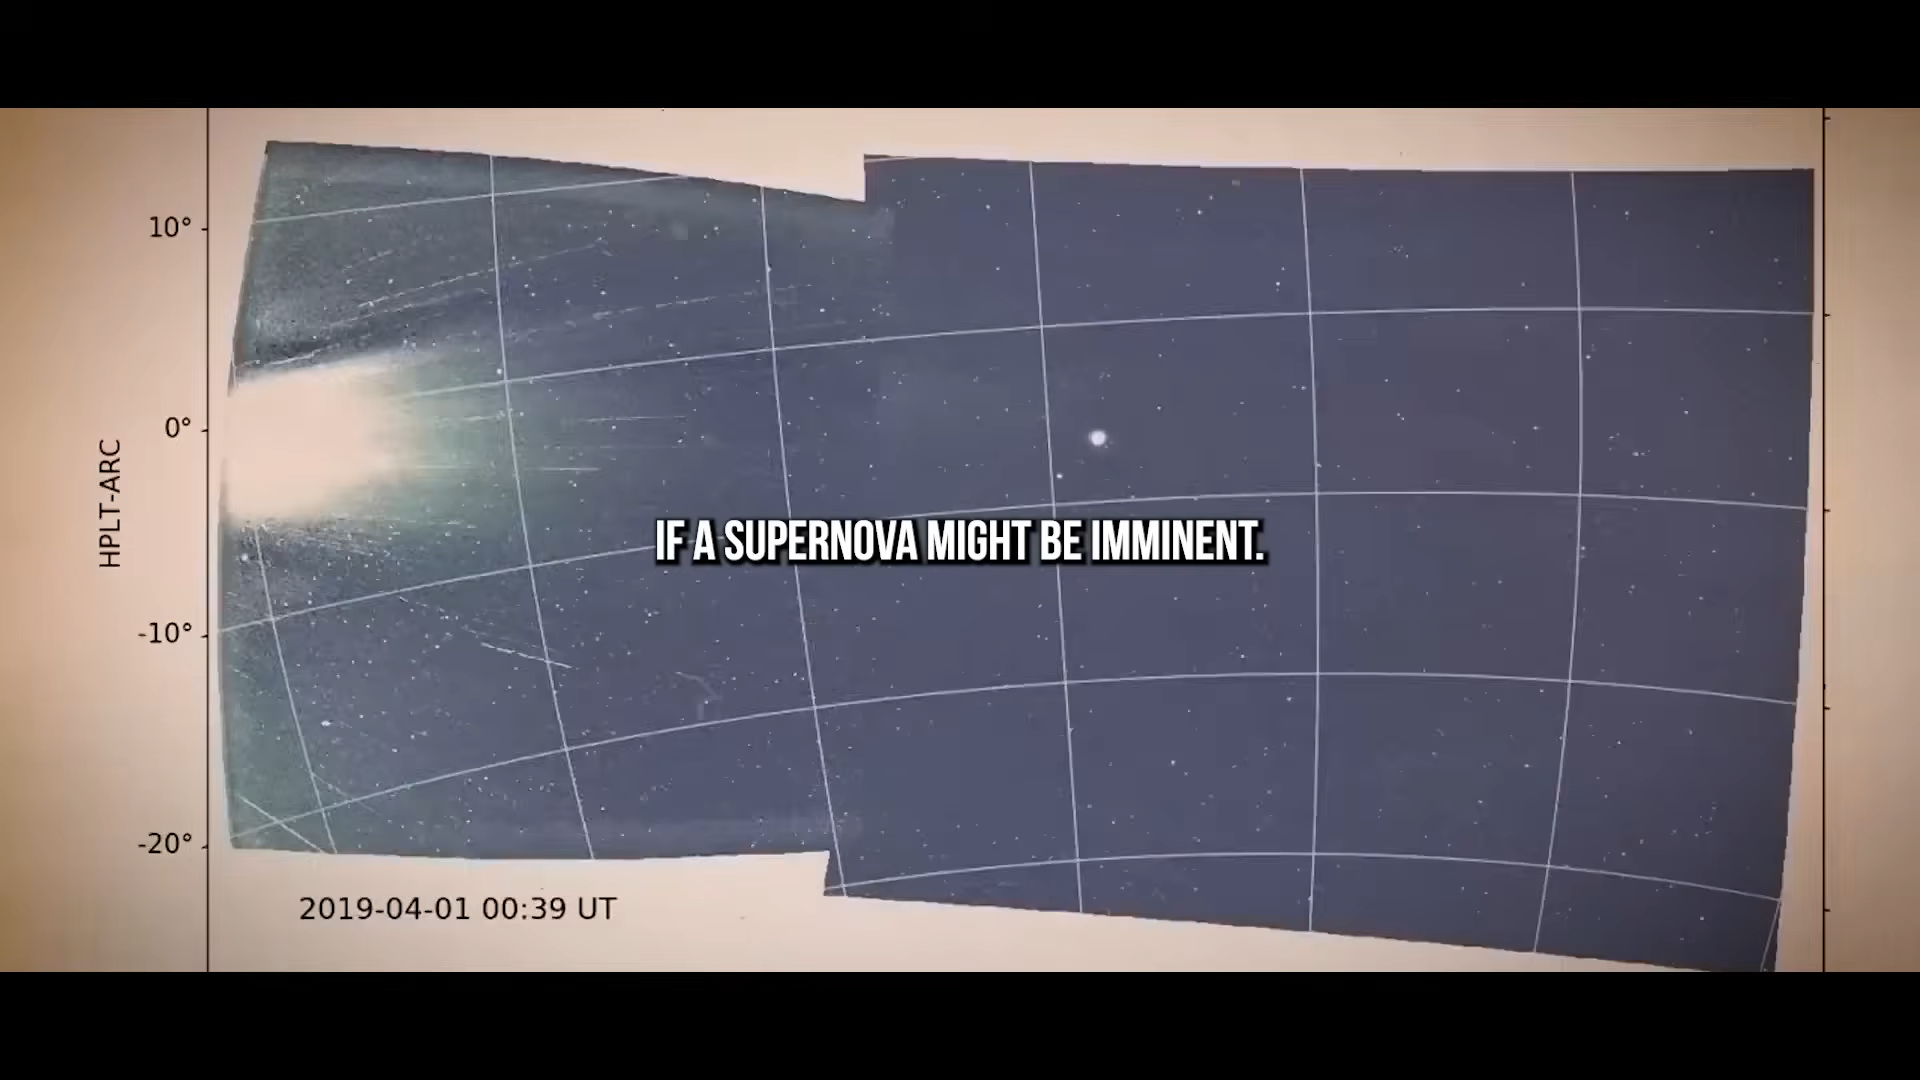 10°
0°
HPLT-ARC
IF A SUPERNOVA MIGHT BE IMMINENT.
-10°
-20°
2019-04-01 00:39 UT